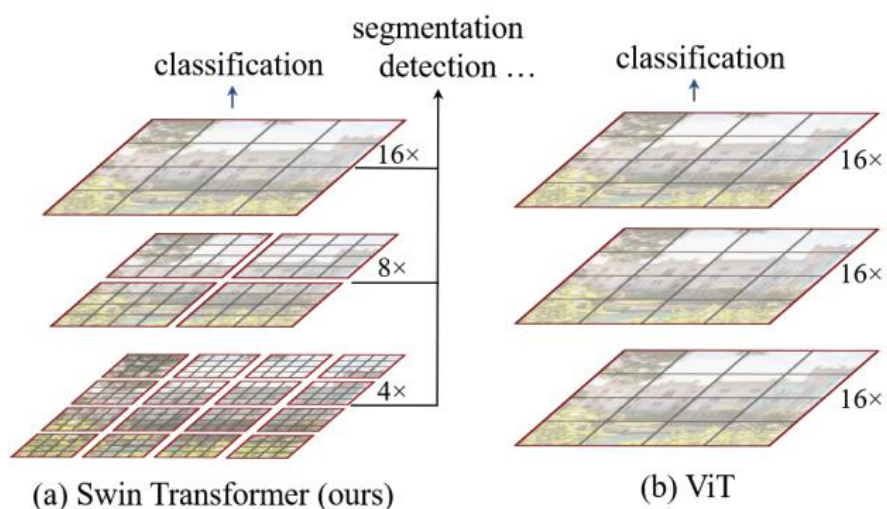 segmentation
classification
detection ...
classification
16×
8×
4×
16×
16×
16×
(a) Swin Transformer (ours)
(b) ViT